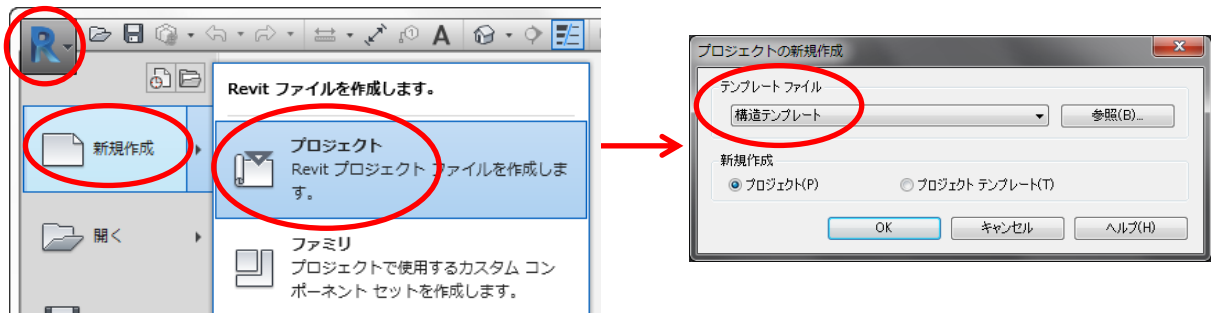 R
A
Revit ファイルを作成します。
新規作成
プロジェクト
Revit プロジェクト ファイルを作成しま
す。
開く
ファミリ
プロジェクトで使用するカスタム コン
ポーネント セットを作成します。
プロジェクトの新規作成
テンプレート ファイル
構造テンプレート
参照(B)...
新規作成
プロジェクト(P)
プロジェクト テンプレート(T)
OK
キャンセル
ヘルプ(H)